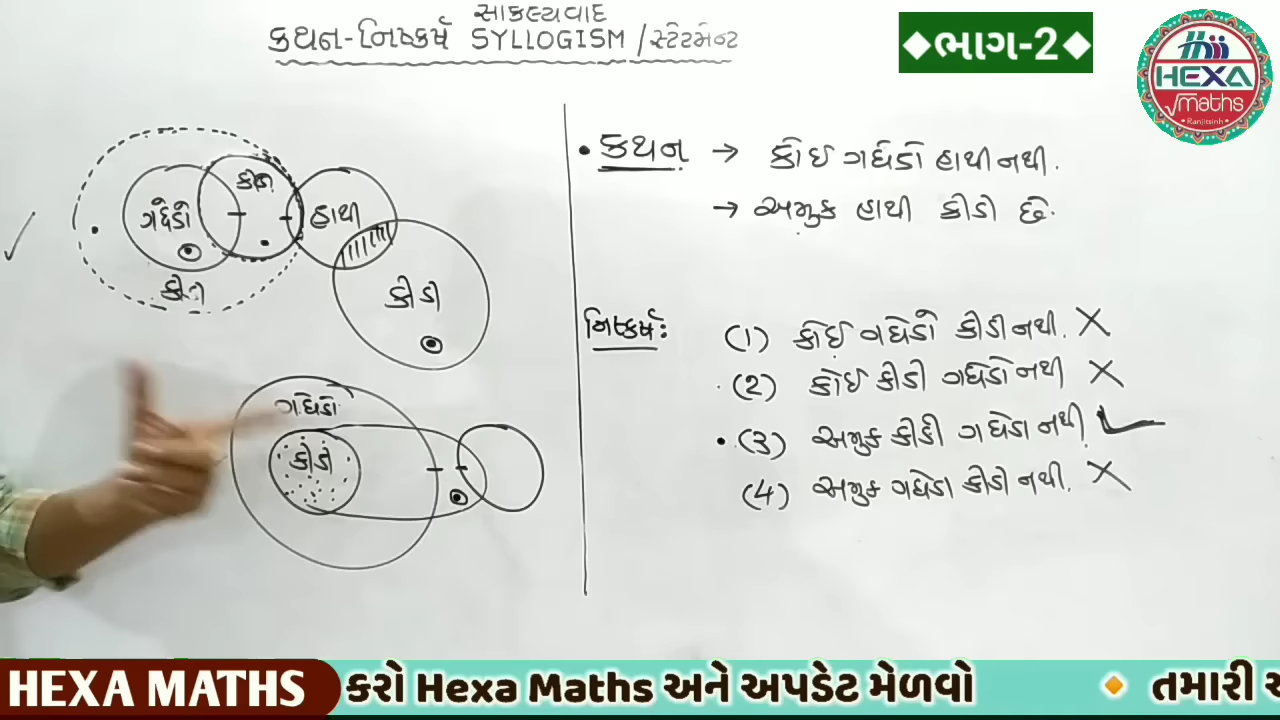 સાકલ્યવાદ
કથન-નિષ્કર્ષ SYLLOGISM / સ્ટેટમેન્ટ
◆ભાગ-2◆
HEXA
maths
Ranjitsinh
• કથન → કોઈ ગધેડો હાથી નથી.
→ અમુક હાથી કીડી છે.
નિષ્કર્ષ:
(1) કોઈ ગધેડો કીડી નથી. ✗
(2) કોઈ કીડી ગધેડો નથી ✗
• (3) અમુક કીડી ગધેડા નથી. ✓
(4) અમુક ગધેડા કીડી નથી. ✗
ગધેડો
હાથી
કીડી
ગધેડો
કીડી
HEXA MATHS કરો Hexa Maths અને અપડેટ મેળવો 🔸 તમારી